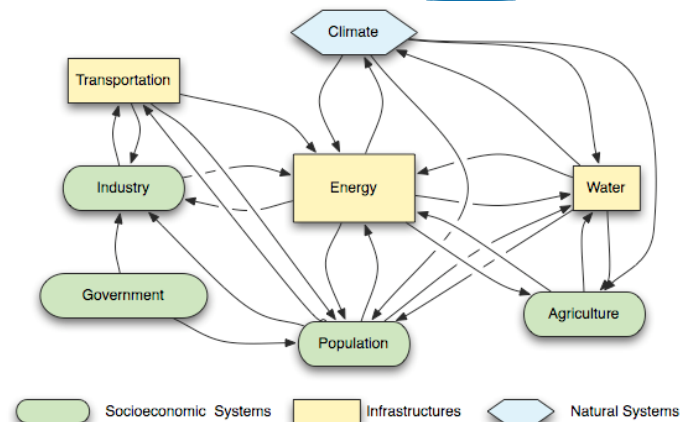 Climate
Transportation
Industry
Energy
Water
Government
Agriculture
Population
Socioeconomic Systems
Infrastructures
Natural Systems